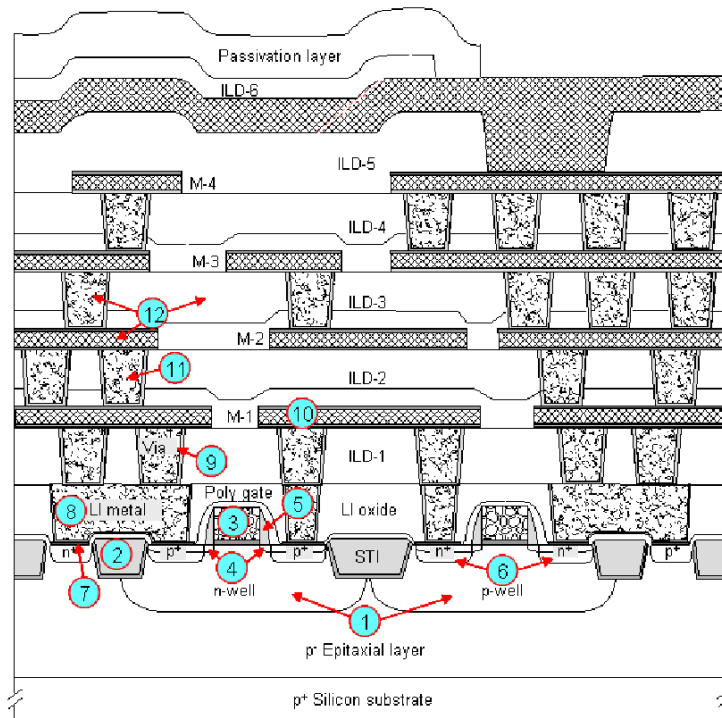 Passivation layer
ILD-6
ILD-5
M-4
ILD-4
M-3
ILD-3
12
M-2
11
ILD-2
M-1
10
Via
9
ILD-1
Poly gate
8
LI metal
3
5
LI oxide
n+
2
p+
4
p+
STI
n+
6
n+
p+
7
n-well
p-well
1
p- Epitaxial layer
p+ Silicon substrate